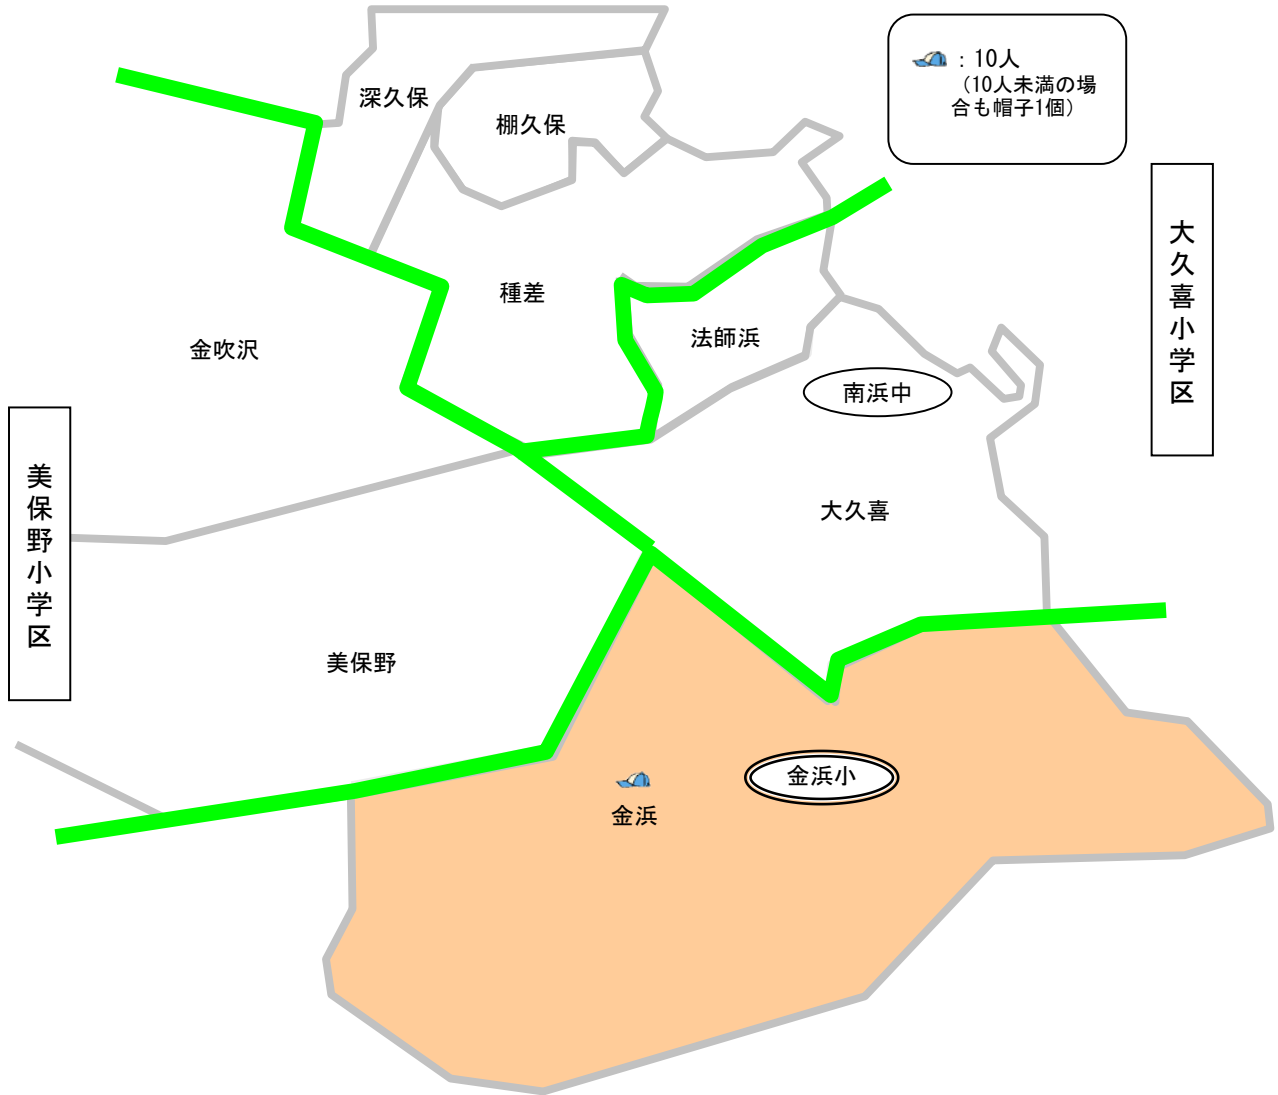 ：10人
（10人未満の場
合も帽子1個）
深久保
棚久保
大久喜小学区
種差
法師浜
金吹沢
南浜中
美保野小学区
大久喜
美保野
金浜小
金浜